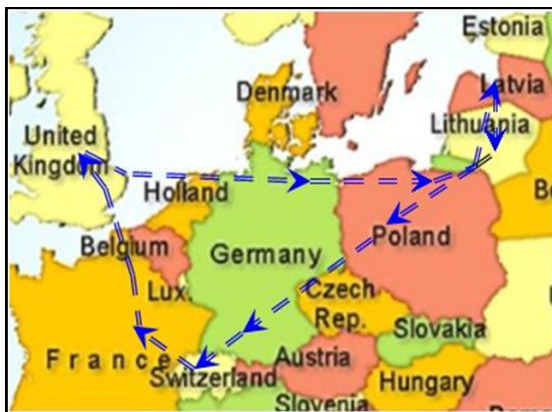 Estonia
Latvia
Denmark
Lithuania
United
Kingdom
Holland
Belgium
Germany
Poland
Lux.
Czech
Rep.
Slovakia
France
Switzerland
Austria
Hungary
Slovenia